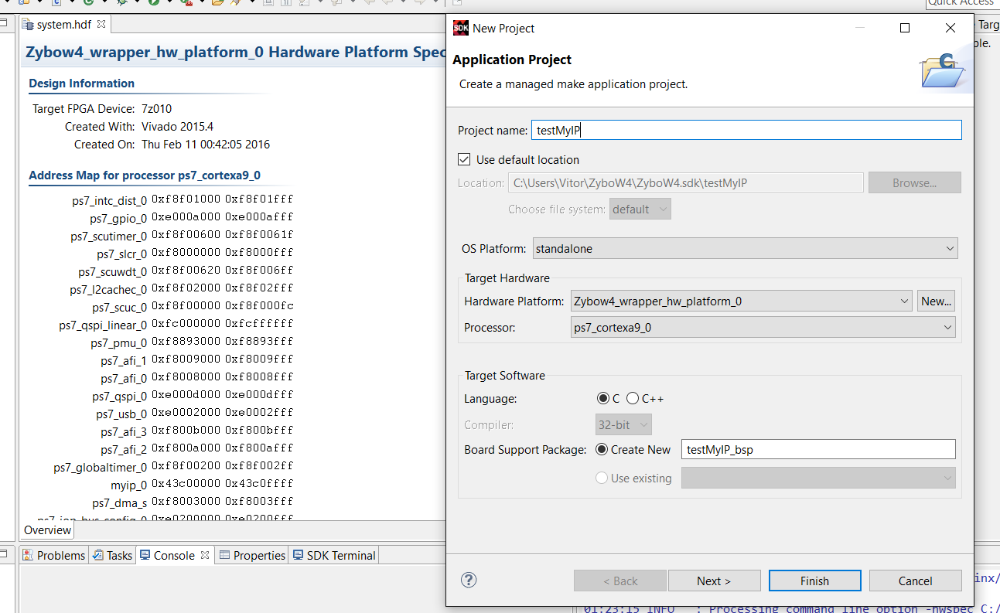 Quick Access
system.hdf
Zybow4_wrapper_hw_platform_0 Hardware Platform Spec
Design Information
Target FPGA Device: 7z010
Created With: Vivado 2015.4
Created On: Thu Feb 11 00:42:05 2016
Address Map for processor ps7_cortexa9_0
ps7_intc_dist_0 0xf8f01000 0xf8f01fff
ps7_gpio_0 0xe000a000 0xe000afff
ps7_scutimer_0 0xf8f00600 0xf8f0061f
ps7_slcr_0 0xf8000000 0xf8000fff
ps7_scuwdt_0 0xf8f00620 0xf8f006ff
ps7_l2cachec_0 0xf8f02000 0xf8f02fff
ps7_scuc_0 0xf8f00000 0xf8f000fc
ps7_qspi_linear_0 0xfc000000 0xfcffffff
ps7_pmu_0 0xf8893000 0xf8893fff
ps7_afi_1 0xf8009000 0xf8009fff
ps7_afi_0 0xf8008000 0xf8008fff
ps7_qspi_0 0xe000d000 0xe000dfff
ps7_usb_0 0xe0002000 0xe0002fff
ps7_afi_3 0xf800b000 0xf800bfff
ps7_afi_2 0xf800a000 0xf800afff
ps7_globaltimer_0 0xf8f00200 0xf8f002ff
myip_0 0x43c00000 0x43c0ffff
ps7_dma_s 0xf8003000 0xf8003fff
ps7_iop_bus_config_0 0xe0200000 0xe0200fff
Overview
Problems Tasks Console Properties SDK Terminal
SDK New Project
Application Project
Create a managed make application project.
C
Project name: testMyIP
Use default location
Location: C:\Users\Vitor\ZyboW4\ZyboW4.sdk\testMyIP Browse...
Choose file system: default
OS Platform: standalone
Target Hardware
Hardware Platform: Zybow4_wrapper_hw_platform_0 New...
Processor: ps7_cortexa9_0
Target Software
Language: C C++
Compiler: 32-bit
Board Support Package: Create New testMyIP_bsp
Use existing
? < Back Next > Finish Cancel
Targ
ble.
inx/
01:23:15 INFO : Processing command line option -hwspec C:/